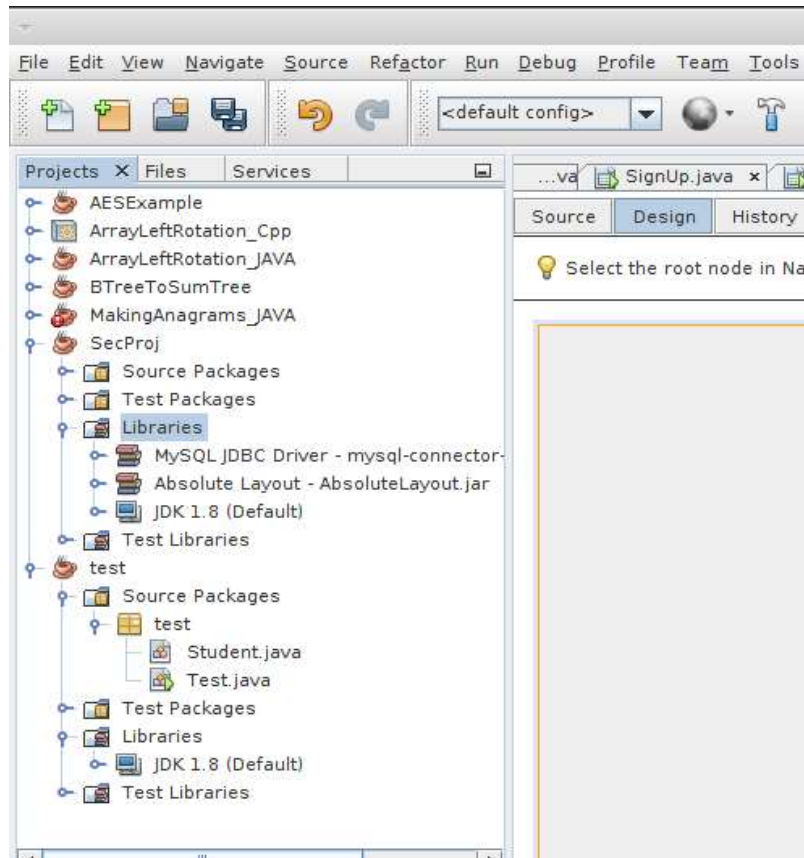 File Edit View Navigate Source Refactor Run Debug Profile Team Tools
<default config>
Projects Files Services
AESExample
ArrayLeftRotation_Cpp
ArrayLeftRotation_JAVA
BTreeToSumTree
MakingAnagrams_JAVA
SecProj
Source Packages
Test Packages
Libraries
MySQL JDBC Driver - mysql-connector-
Absolute Layout - AbsoluteLayout.jar
JDK 1.8 (Default)
Test Libraries
test
Source Packages
test
Student.java
Test.java
Test Packages
Libraries
JDK 1.8 (Default)
Test Libraries
...va SignUp.java
Source Design History
Select the root node in Na